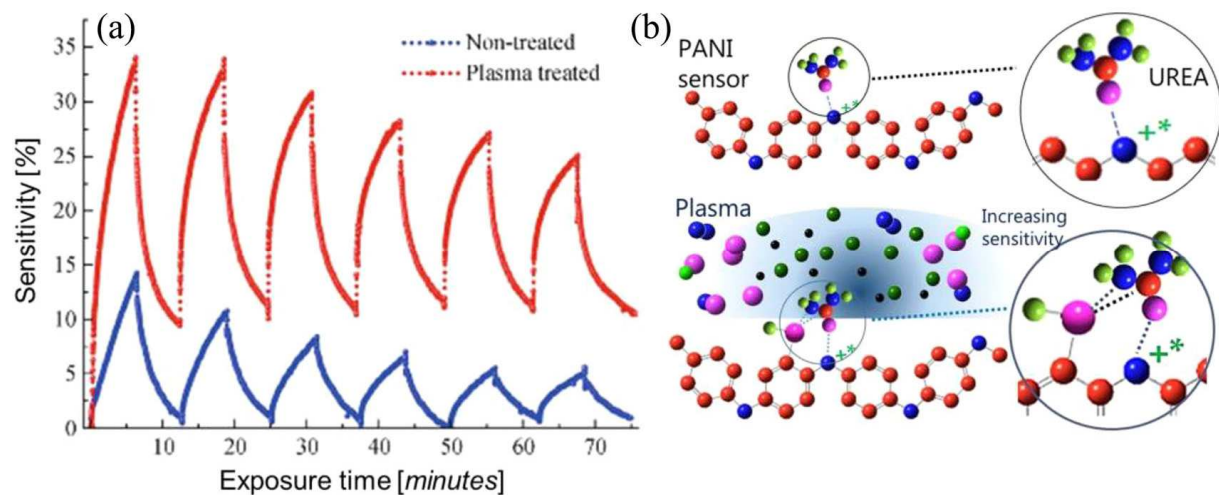 (a)
Non-treated
Plasma treated
Sensitivity [%]
35
30
25
20
15
10
5
0
10
20
30
40
50
60
70
Exposure time [minutes]
(b)
PANI
sensor
+*
UREA
+*
Plasma
Increasing
sensitivity
+*
+*